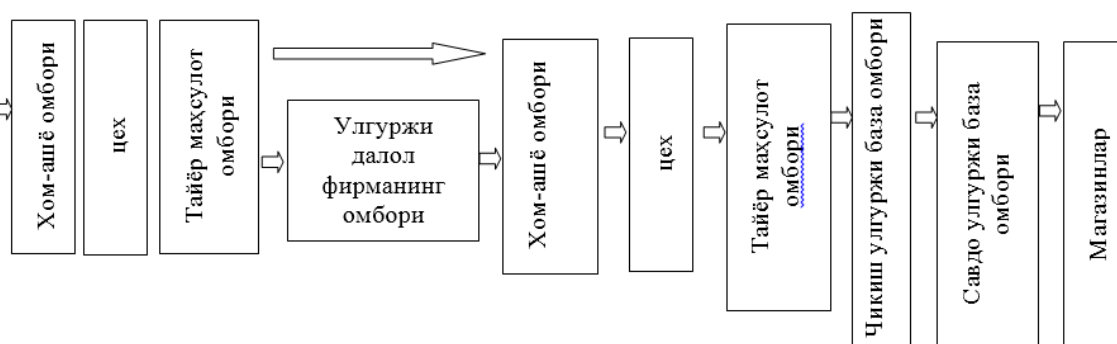 Хом-ашё омбори
цех
Тайёр маҳсулот
омбори
Улгуржи
далол
фирманинг
омбори
Хом-ашё омбори
цех
Тайёр маҳсулот
омбори
Чикиш улгуржи база омбори
Савдо улгуржи база
омбори
Магазинлар